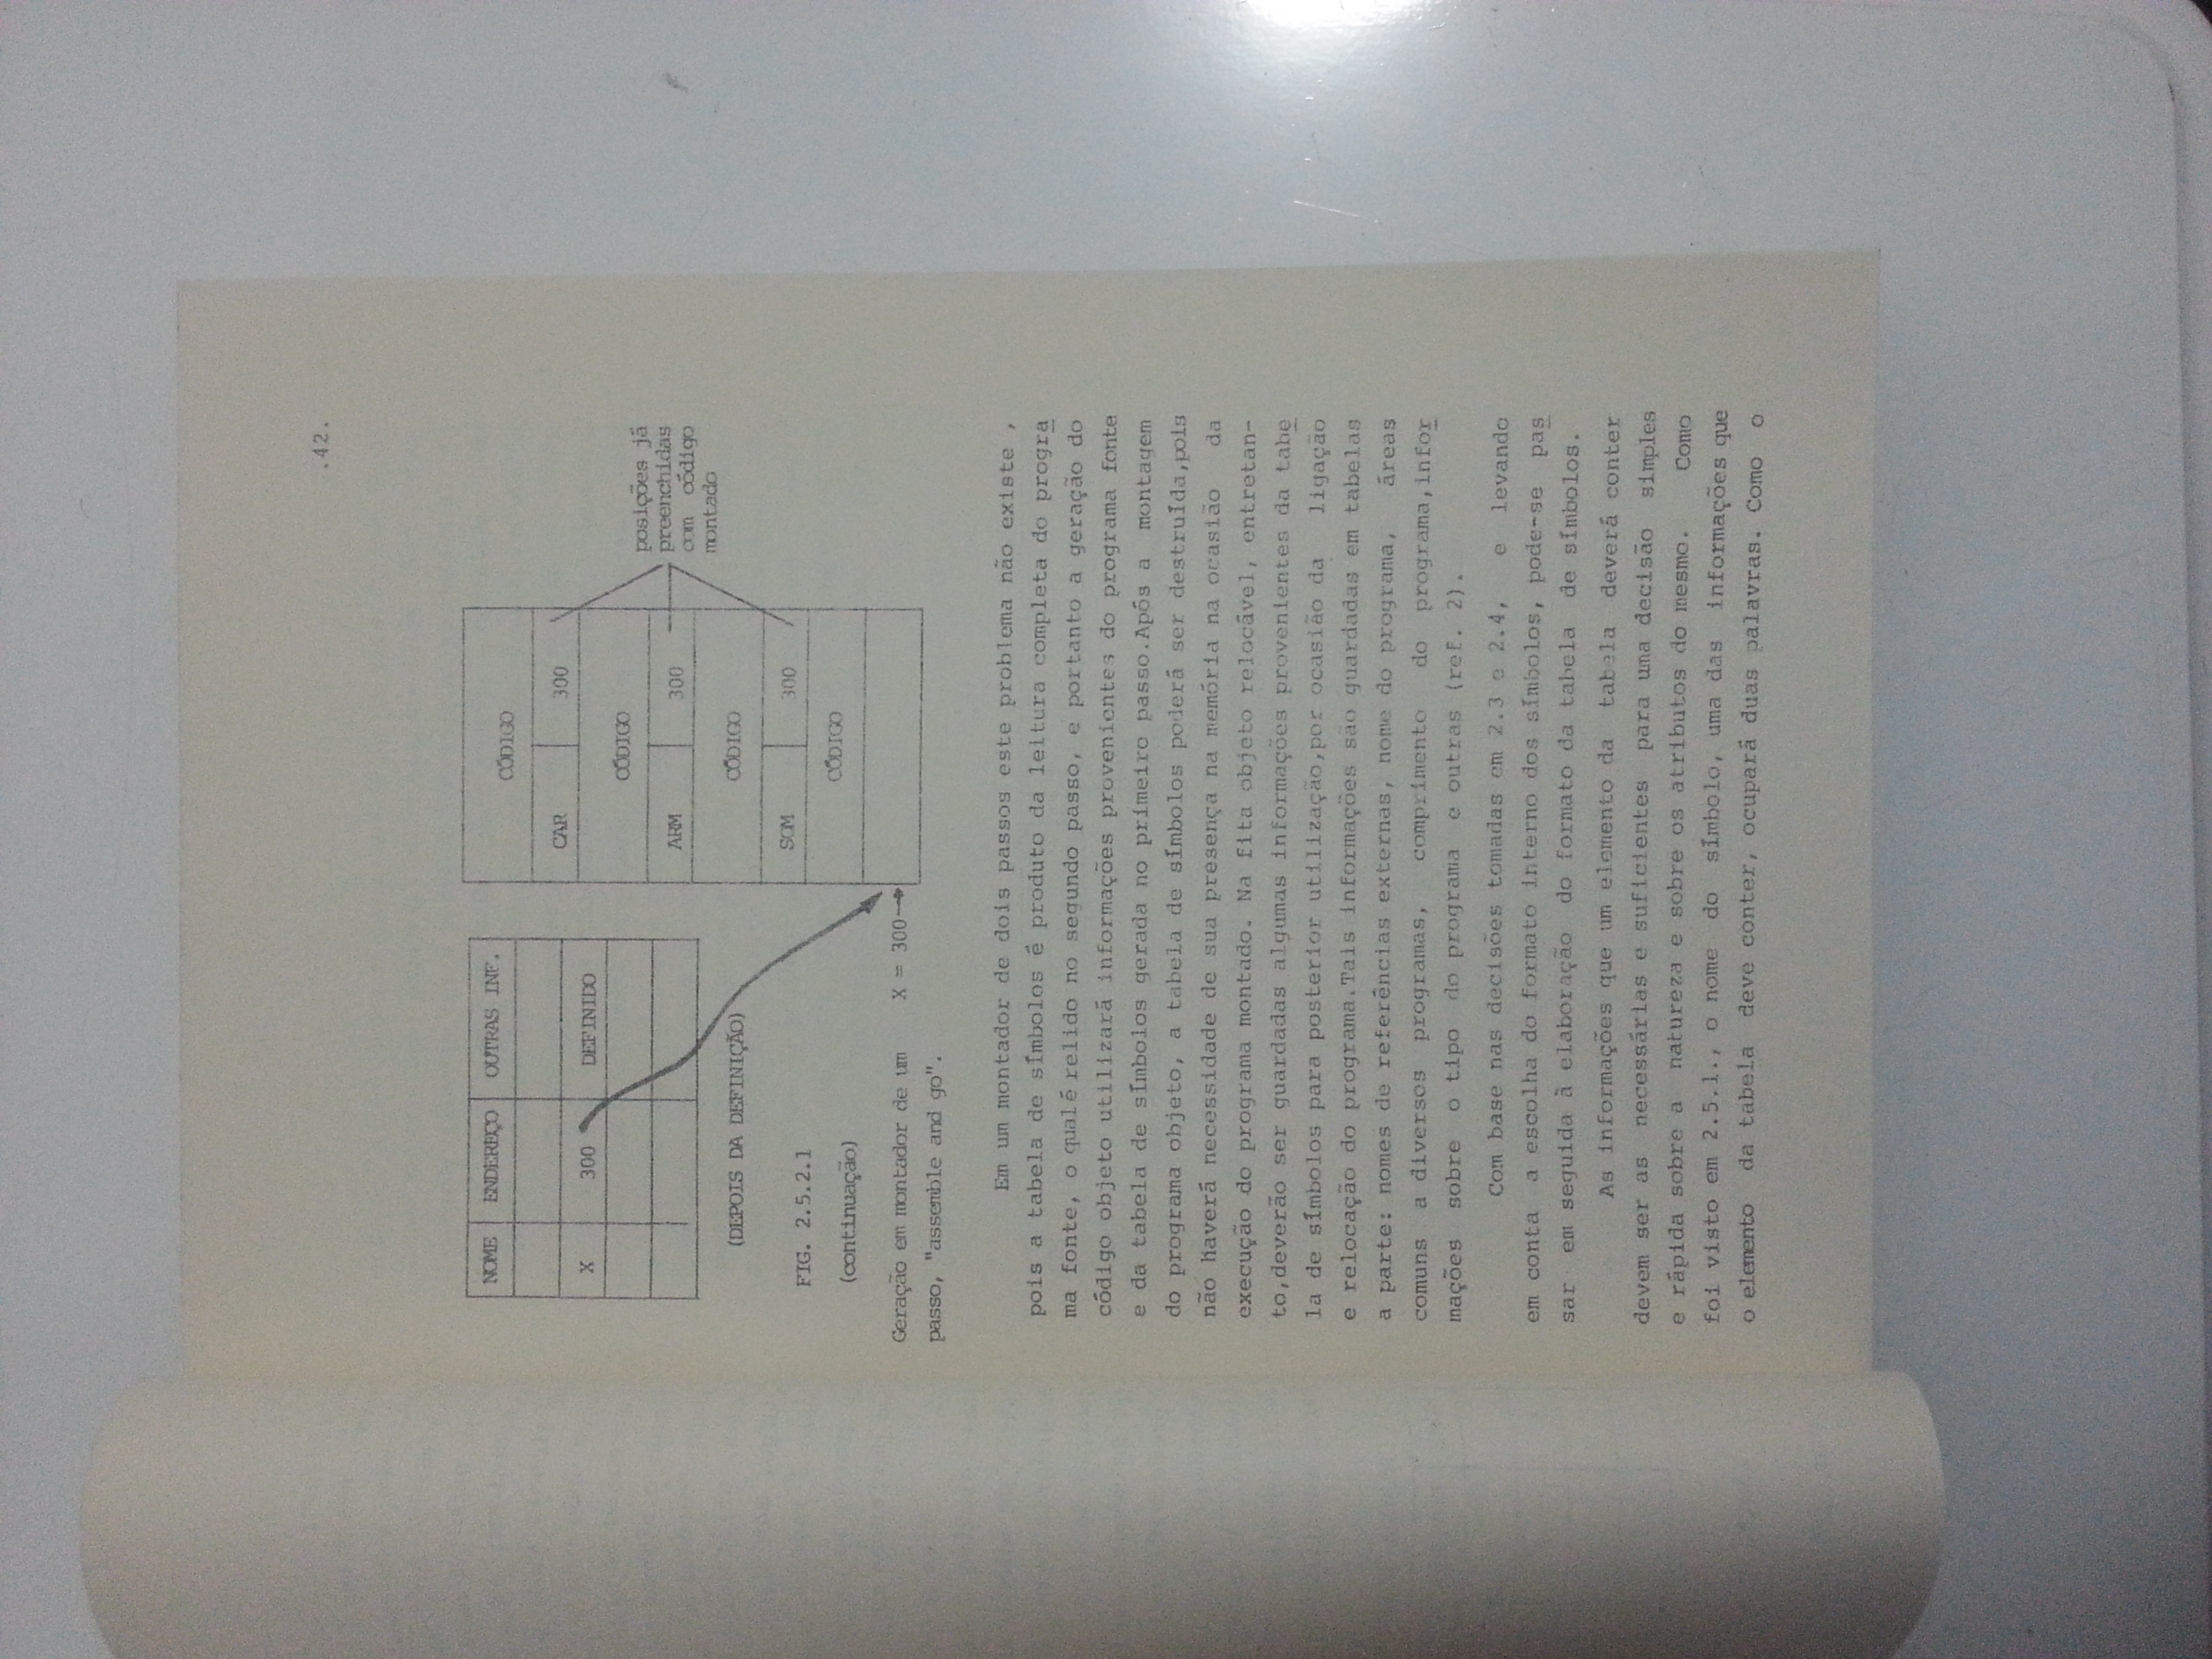 .42.
NOME ENDEREÇO OUTRAS INF.
X 300 DEFINIDO
(DEPOIS DA DEFINIÇÃO)
CÓDIGO
CAR 300
CÓDIGO
ARM 300
CÓDIGO
SOM 300
CÓDIGO
posições já
preenchidas
com código
montado
X = 300→
FIG. 2.5.2.1
(continuação)
Geração em montador de um
passo, "assemble and go".
Em um montador de dois passos este problema não existe ,
pois a tabela de símbolos é produto da leitura completa do progra
ma fonte, o qual é relido no segundo passo, e portanto a geração do
código objeto utilizará informações provenientes do programa fonte
e da tabela de símbolos gerada no primeiro passo.Após a montagem
do programa objeto, a tabela de símbolos poderá ser destruída,pois
não haverá necessidade de sua presença na memória na ocasião da
execução do programa montado. Na fita objeto relocável, entretan-
to,deverão ser guardadas algumas informações provenientes da tabe
la de símbolos para posterior utilização,por ocasião da ligação
e relocação do programa.Tais informações são guardadas em tabelas
a parte: nomes de referências externas, nome do programa, áreas
comuns a diversos programas, comprimento do programa,infor
mações sobre o tipo do programa e outras (ref. 2).
Com base nas decisões tomadas em 2.3 e 2.4, e levando
em conta a escolha do formato interno dos símbolos, pode-se pas
sar em seguida à elaboração do formato da tabela de símbolos.
As informações que um elemento da tabela deverá conter
devem ser as necessárias e suficientes para uma decisão simples
e rápida sobre a natureza e sobre os atributos do mesmo. Como
foi visto em 2.5.1., o nome do símbolo, uma das informações que
o elemento da tabela deve conter, ocupará duas palavras. Como o